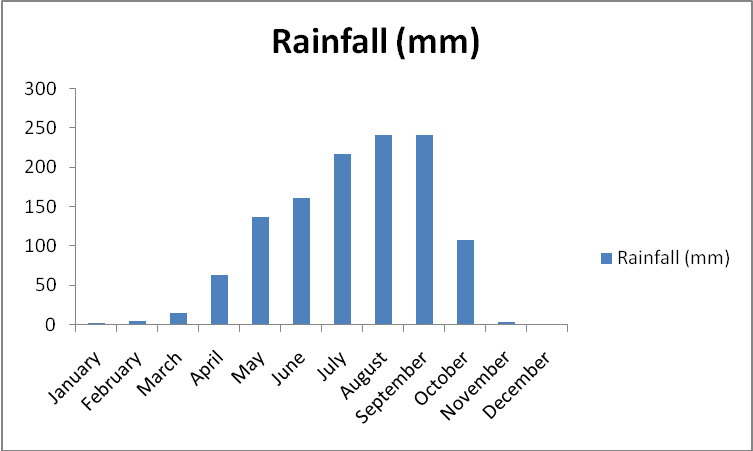 Rainfall (mm)
300
250
200
150
100
50
0
January
February
March
April
May
June
July
August
September
October
November
December
Rainfall (mm)